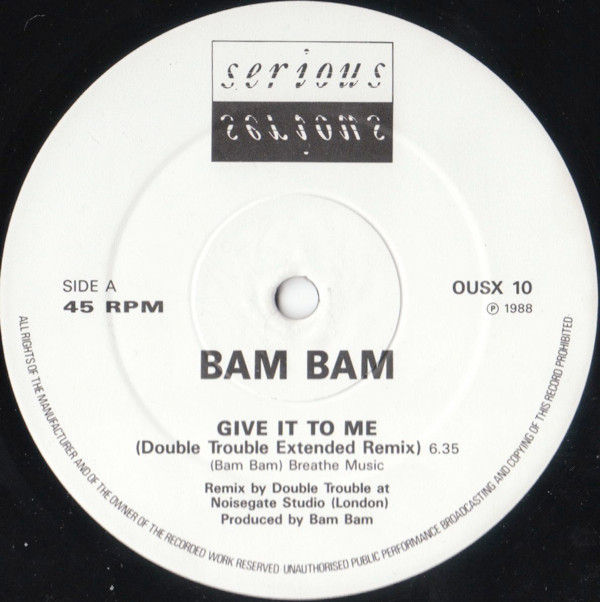 serious
serious
SIDE A
45 RPM
OUSX 10
℗ 1988
BAM BAM
GIVE IT TO ME
(Double Trouble Extended Remix) 6.35
(Bam Bam) Breathe Music
Remix by Double Trouble at
Noisegate Studio (London)
Produced by Bam Bam
ALL RIGHTS OF THE MANUFACTURER AND OF THE OWNER OF THE RECORDED WORK RESERVED UNAUTHORISED PUBLIC PERFORMANCE BROADCASTING AND COPYING OF THIS RECORD PROHIBITED